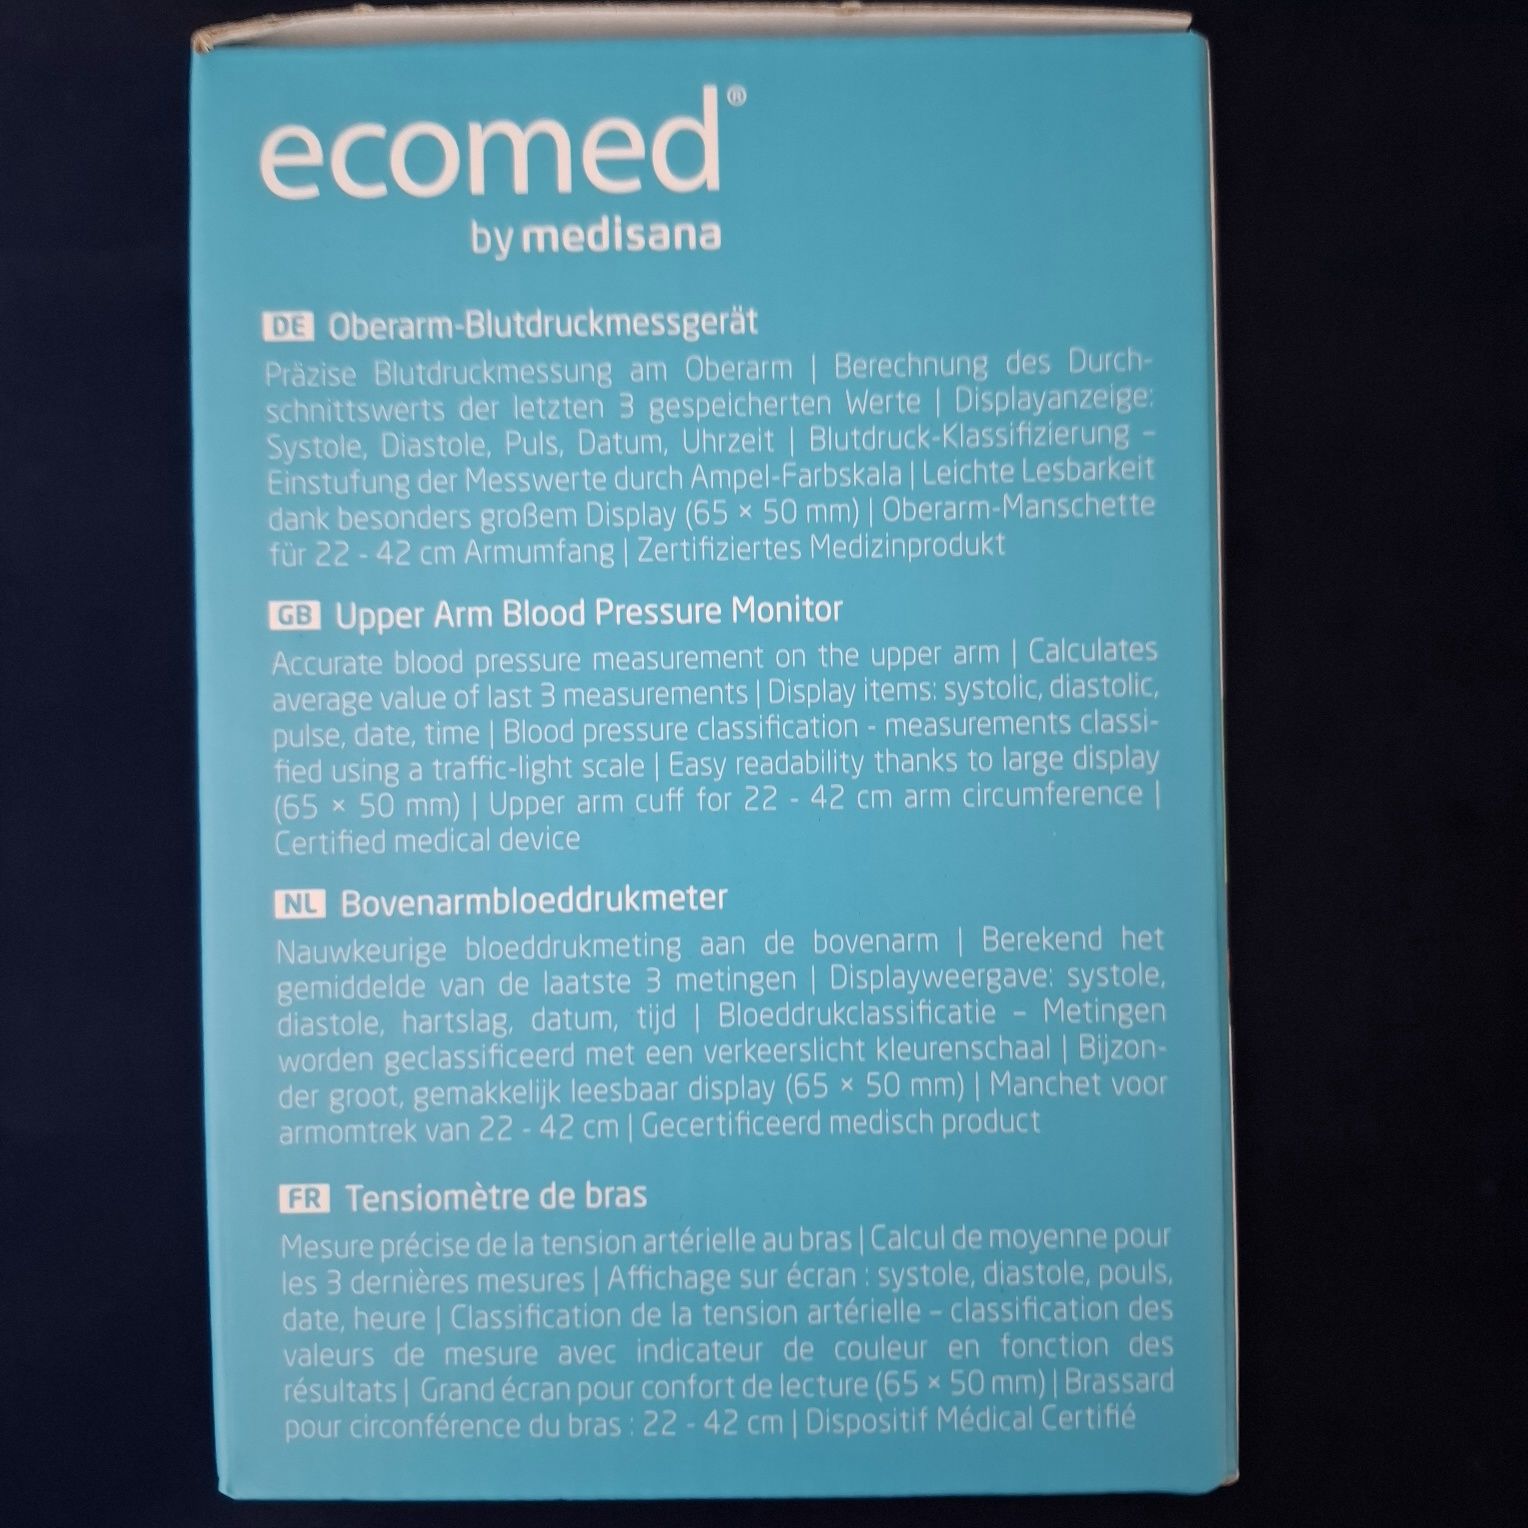 ecomed®
by medisana
DE Oberarm-Blutdruckmessgerät
Präzise Blutdruckmessung am Oberarm | Berechnung des Durch-
schnittswerts der letzten 3 gespeicherten Werte | Displayanzeige:
Systole, Diastole, Puls, Datum, Uhrzeit | Blutdruck-Klassifizierung –
Einstufung der Messwerte durch Ampel-Farbskala | Leichte Lesbarkeit
dank besonders großem Display (65 × 50 mm) | Oberarm-Manschette
für 22 - 42 cm Armumfang | Zertifiziertes Medizinprodukt
GB Upper Arm Blood Pressure Monitor
Accurate blood pressure measurement on the upper arm | Calculates
average value of last 3 measurements | Display items: systolic, diastolic,
pulse, date, time | Blood pressure classification - measurements classi-
fied using a traffic-light scale | Easy readability thanks to large display
(65 × 50 mm) | Upper arm cuff for 22 - 42 cm arm circumference |
Certified medical device
NL Bovenarmbloeddrukmeter
Nauwkeurige bloeddrukmeting aan de bovenarm | Berekend het
gemiddelde van de laatste 3 metingen | Displayweergave: systole,
diastole, hartslag, datum, tijd | Bloeddrukclassificatie – Metingen
worden geclassificeerd met een verkeerslicht kleurenschaal | Bijzon-
der groot, gemakkelijk leesbaar display (65 × 50 mm) | Manchet voor
armomtrek van 22 - 42 cm | Gecertificeerd medisch product
FR Tensiomètre de bras
Mesure précise de la tension artérielle au bras | Calcul de moyenne pour
les 3 dernières mesures | Affichage sur écran : systole, diastole, pouls,
date, heure | Classification de la tension artérielle – classification des
valeurs de mesure avec indicateur de couleur en fonction des
résultats | Grand écran pour confort de lecture (65 × 50 mm) | Brassard
pour circonférence du bras : 22 - 42 cm | Dispositif Médical Certifié